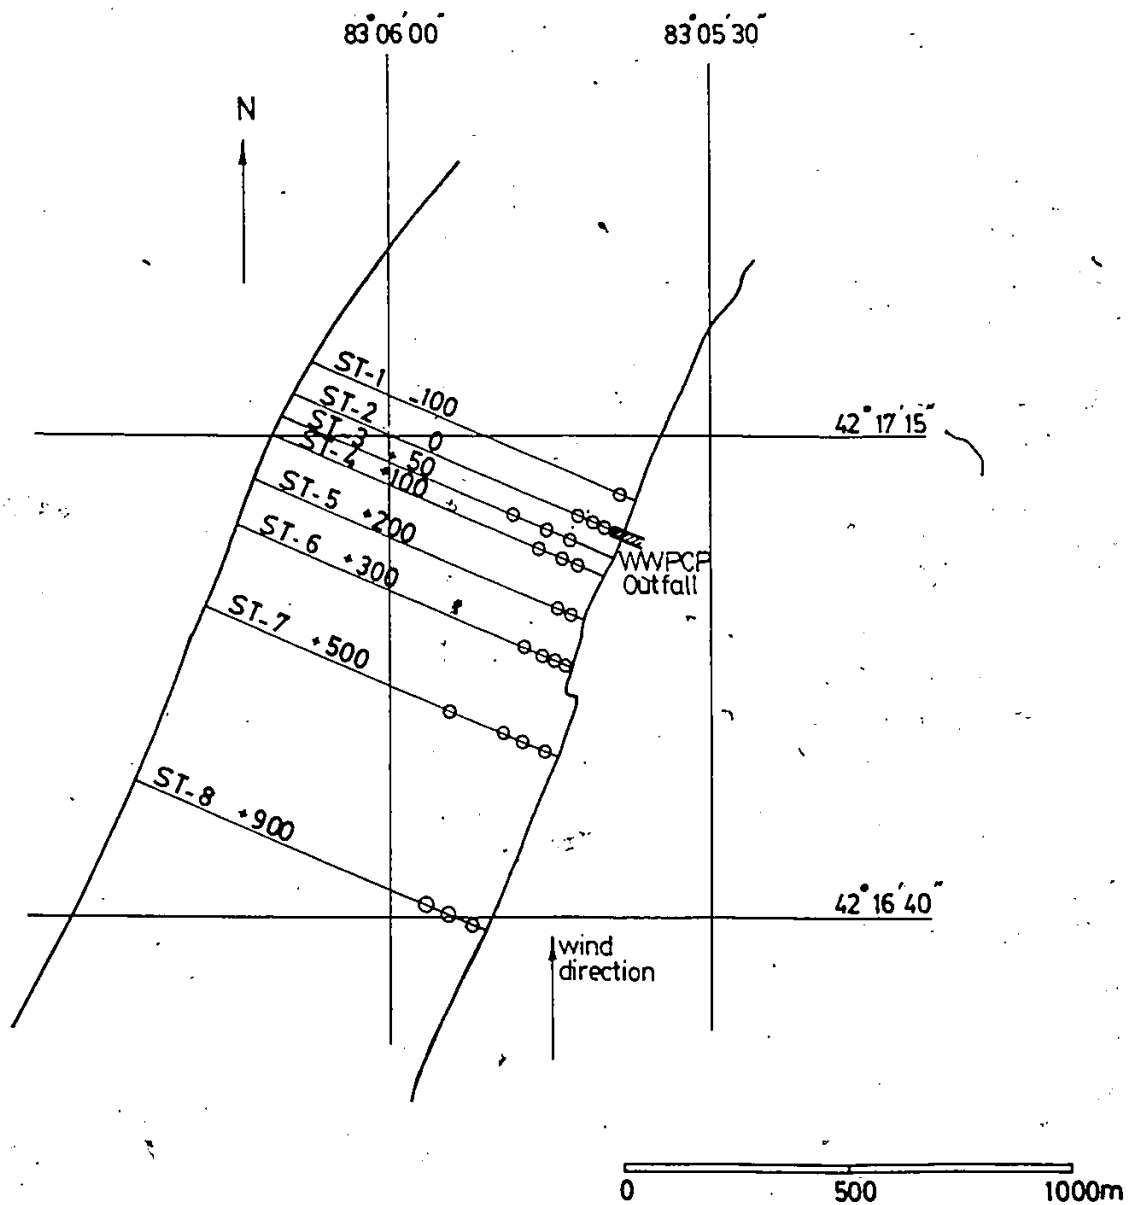 83°06'00"
83°05'30"
N
ST-1 -100
ST-2 0
42°17'15"
ST-3 +50
ST-4 +100
ST-5 +200
WWPCP
Outfall
ST-6 +300
ST-7 +500
ST-8 +900
42°16'40"
wind
direction
0 500 1000m